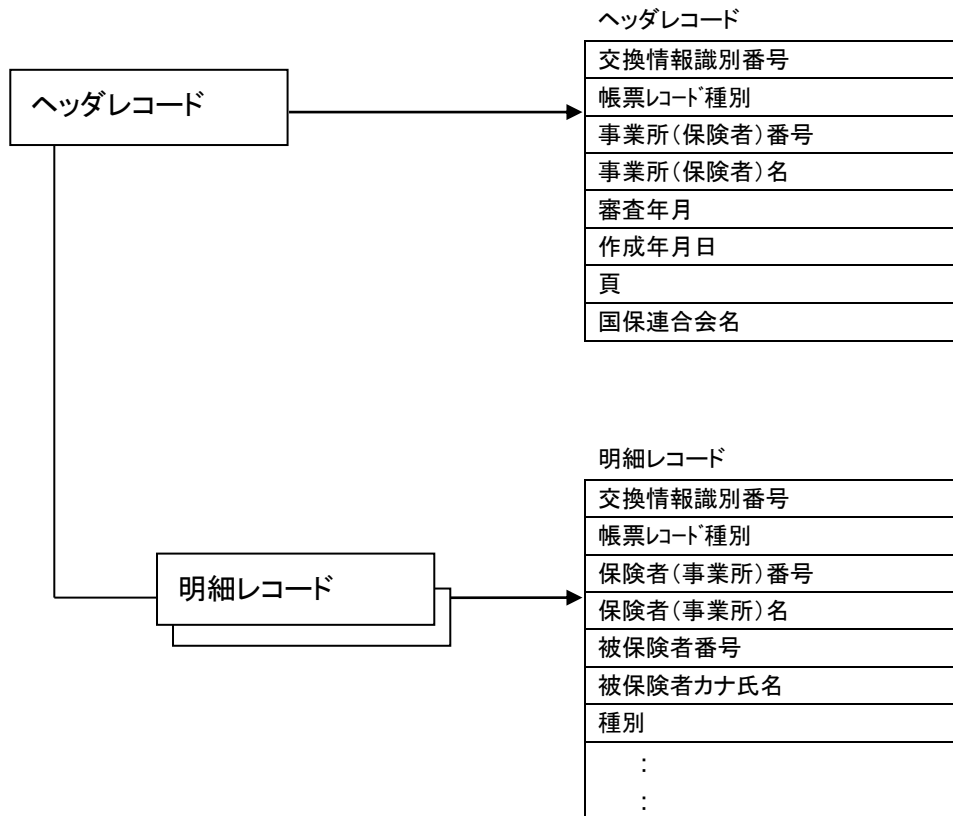 ヘッダレコード
ヘッダレコード
交換情報識別番号
帳票ﾚｺｰﾄﾞ種別
事業所(保険者)番号
事業所(保険者)名
審査年月
作成年月日
頁
国保連合会名
明細レコード
明細レコード
交換情報識別番号
帳票ﾚｺｰﾄﾞ種別
保険者(事業所)番号
保険者(事業所)名
被保険者番号
被保険者カナ氏名
種別
:
: